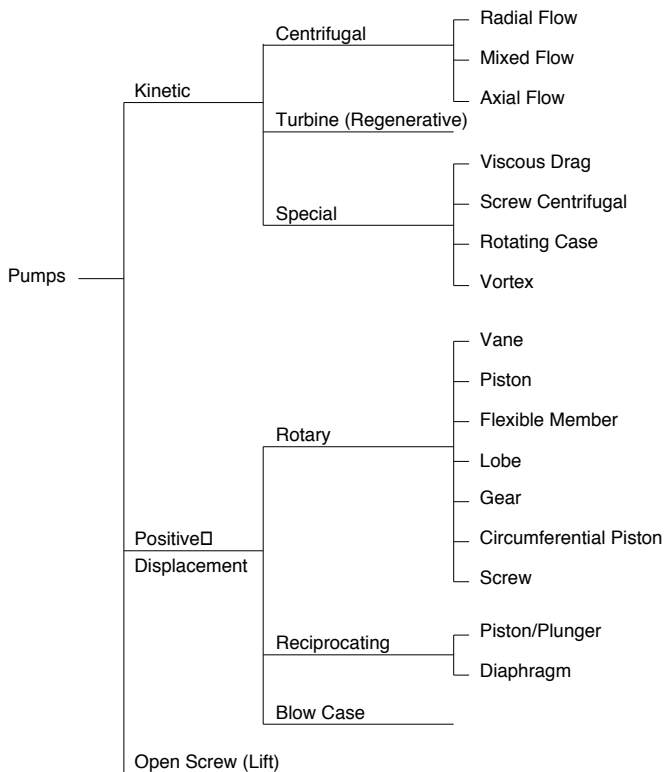 Radial Flow
Centrifugal
Mixed Flow
Kinetic
Axial Flow
Turbine (Regenerative)
Viscous Drag
Screw Centrifugal
Special
Rotating Case
Pumps
Vortex
Vane
Piston
Flexible Member
Rotary
Lobe
Gear
Positive□
Circumferential Piston
Displacement
Screw
Piston/Plunger
Reciprocating
Diaphragm
Blow Case
Open Screw (Lift)